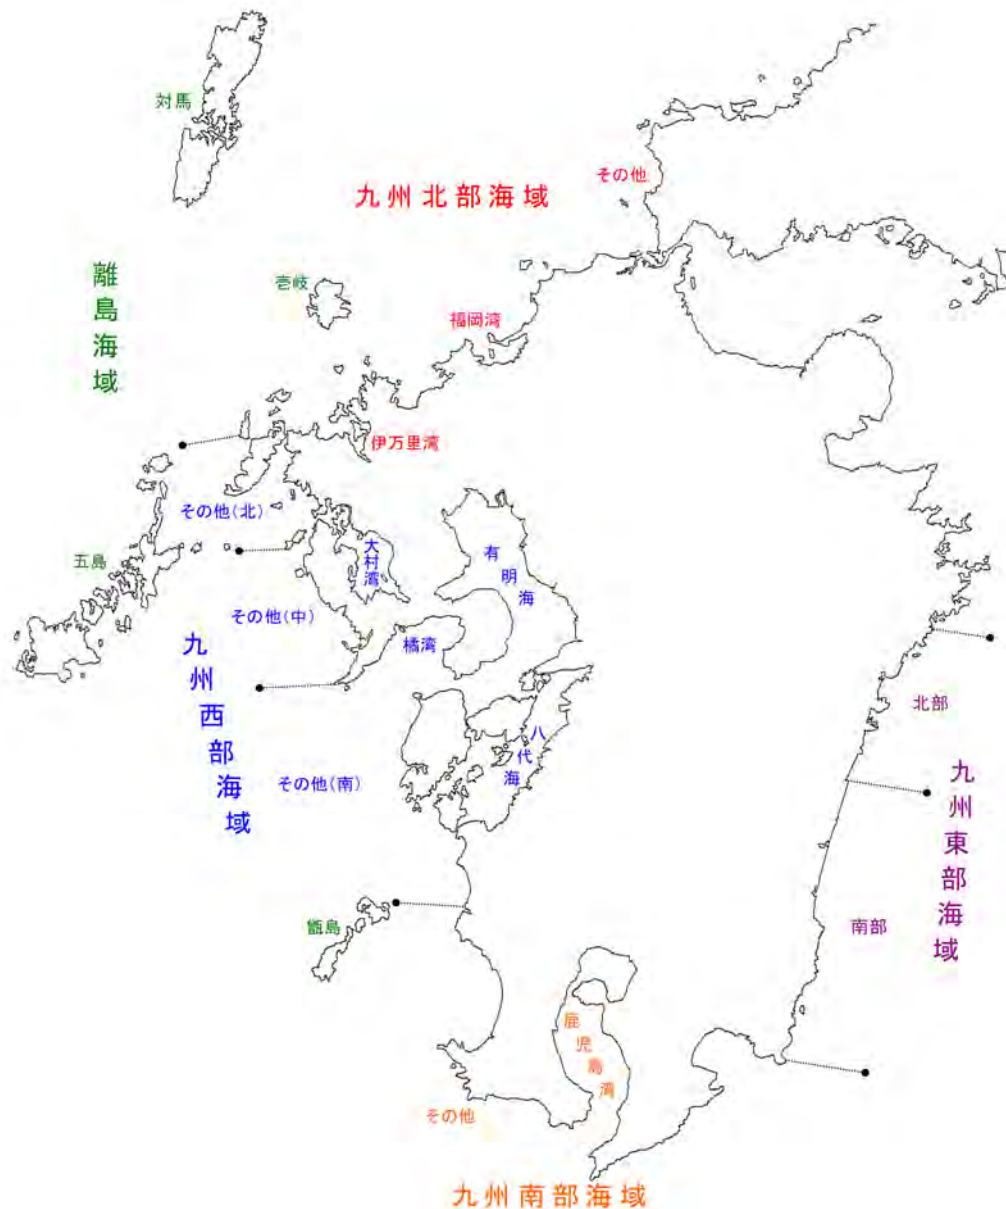 対馬
その他
九州北部海域
離島海域
壱岐
福岡湾
伊万里湾
その他(北)
大村湾
有明海
五島
その他(中)
橘湾
九州西部海域
北部
八代海
その他(南)
九州東部海域
甑島
南部
鹿児島湾
その他
九州南部海域